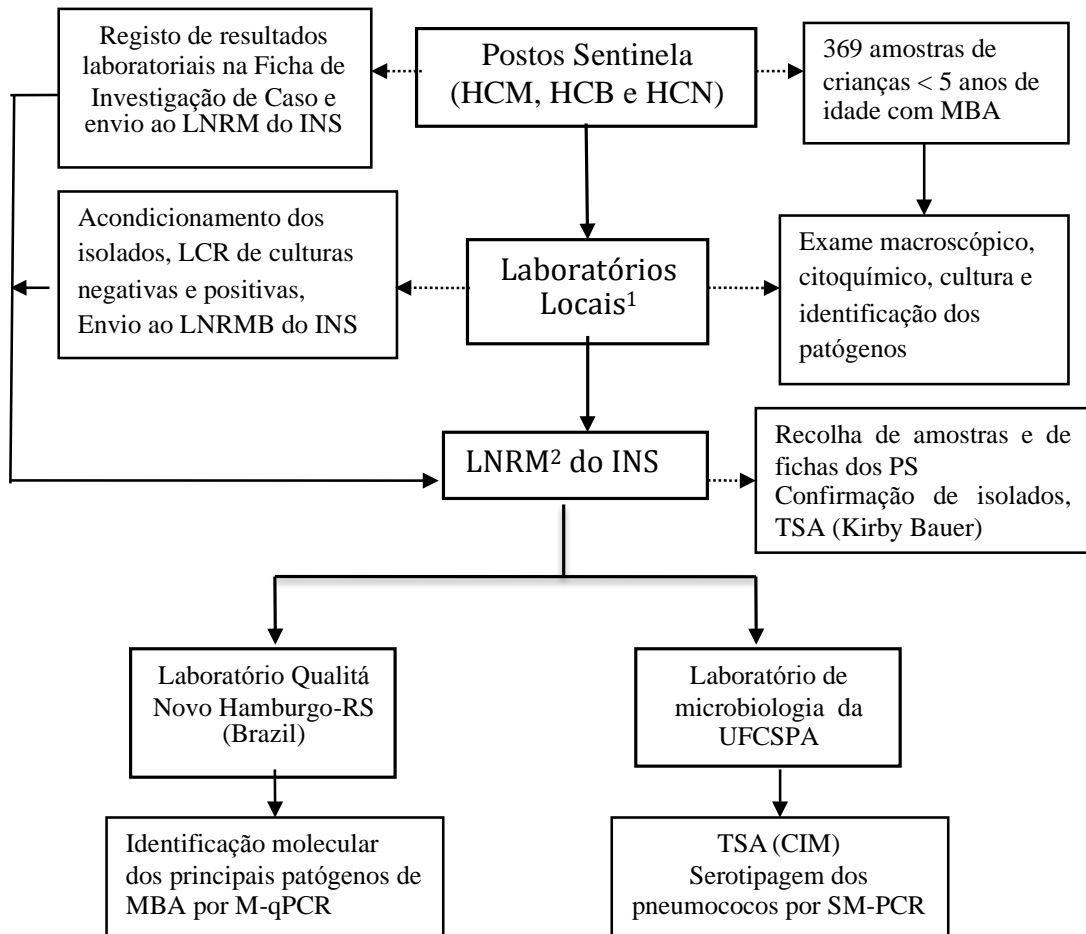 Registo de resultados
laboratoriais na Ficha de
Investigação de Caso e
envio ao LNRM do INS
Postos Sentinela
(HCM, HCB e HCN)
369 amostras de
crianças < 5 anos de
idade com MBA
Acondicionamento dos
isolados, LCR de culturas
negativas e positivas,
Envio ao LNRMB do INS
Laboratórios
Locais¹
Exame macroscópico,
citoquímico, cultura e
identificação dos
patógenos
LNRM² do INS
Recolha de amostras e de
fichas dos PS
Confirmação de isolados,
TSA (Kirby Bauer)
Laboratório Qualitá
Novo Hamburgo-RS
(Brazil)
Laboratório de
microbiologia da
UFCSPA
Identificação molecular
dos principais patógenos de
MBA por M-qPCR
TSA (CIM)
Serotipagem dos
pneumococos por SM-PCR